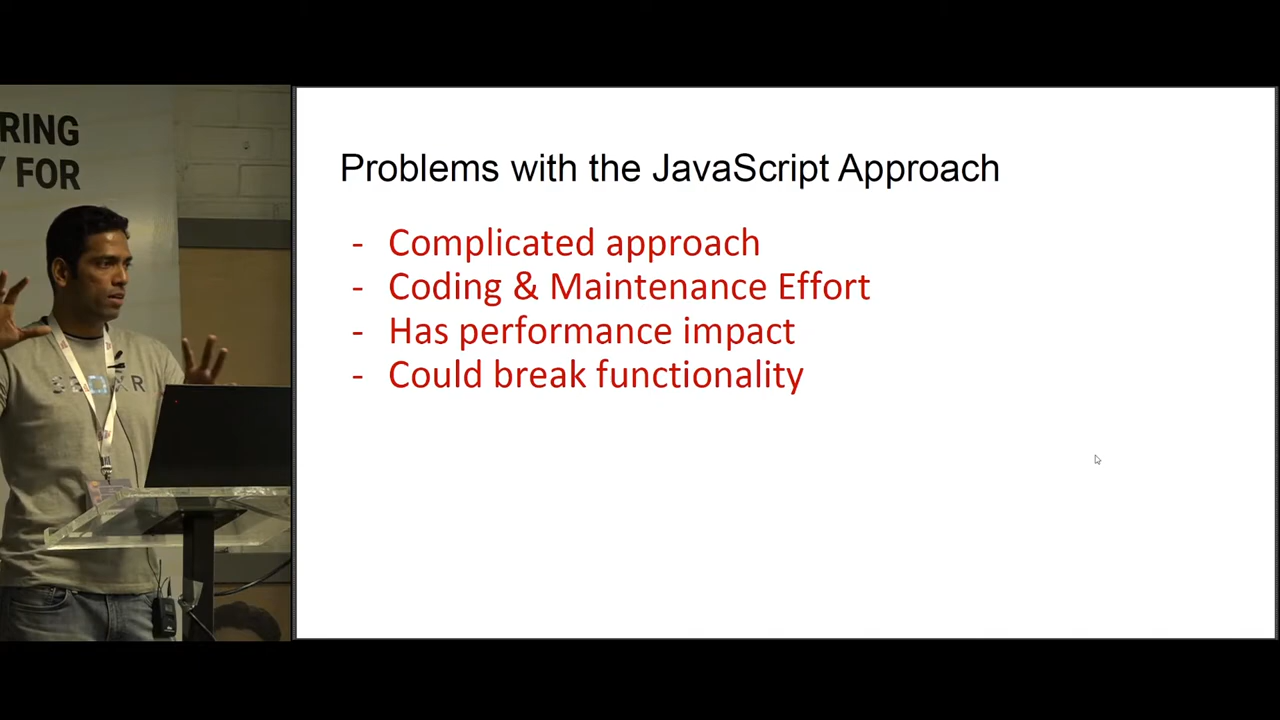 RING
Y FOR
Problems with the JavaScript Approach
- Complicated approach
- Coding & Maintenance Effort
- Has performance impact
- Could break functionality